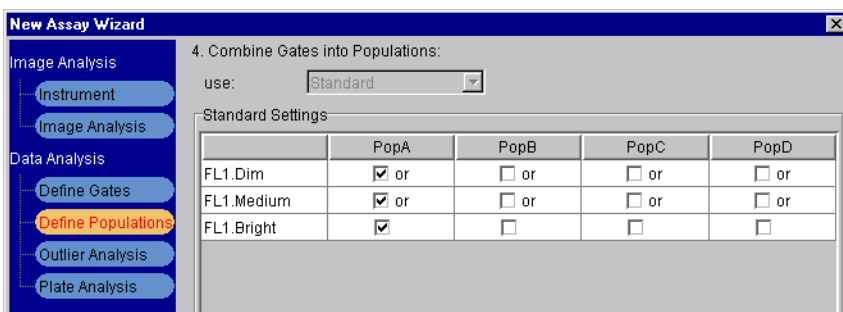 New Assay Wizard
Image Analysis
Instrument
Image Analysis
Data Analysis
Define Gates
Define Populations
Outlier Analysis
Plate Analysis
4. Combine Gates into Populations:
use: Standard
Standard Settings
PopA PopB PopC PopD
FL1.Dim or or or or
FL1.Medium or or or or
FL1.Bright